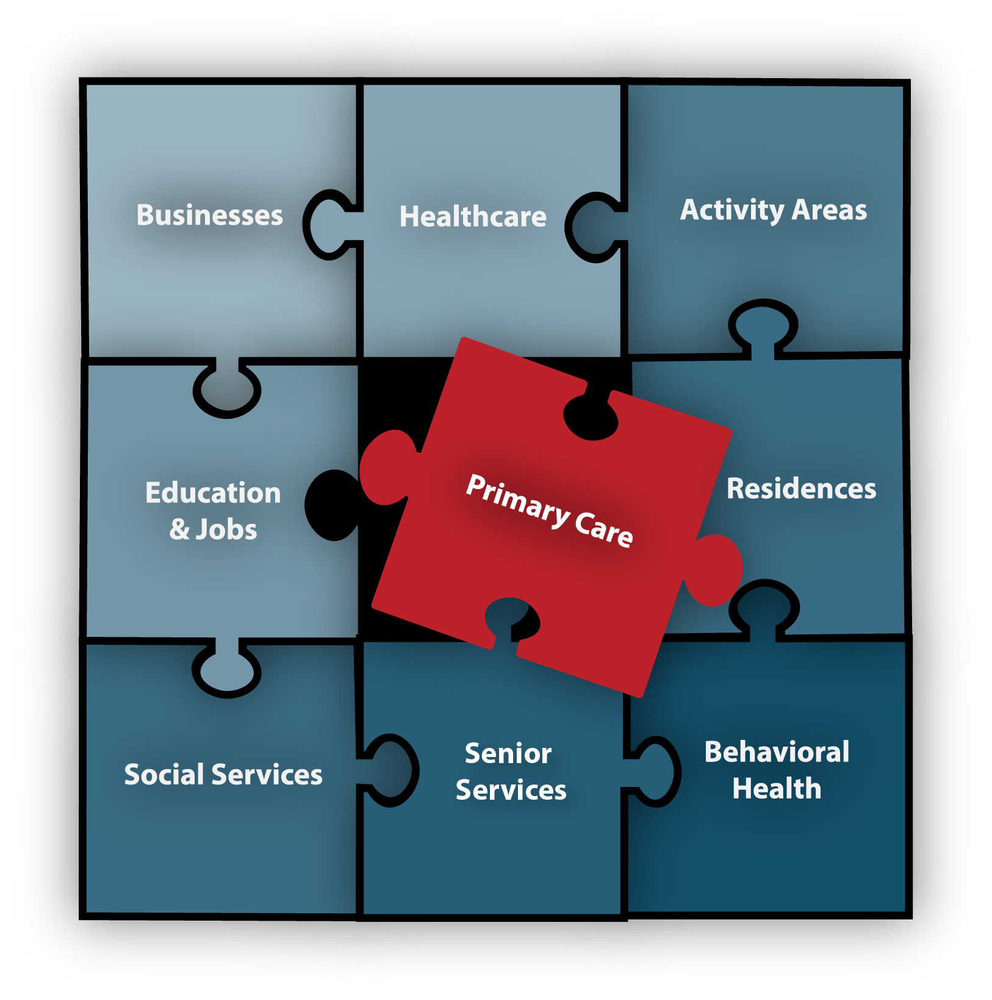 Businesses
Healthcare
Activity Areas
Education
& Jobs
Primary Care
Residences
Social Services
Senior
Services
Behavioral
Health